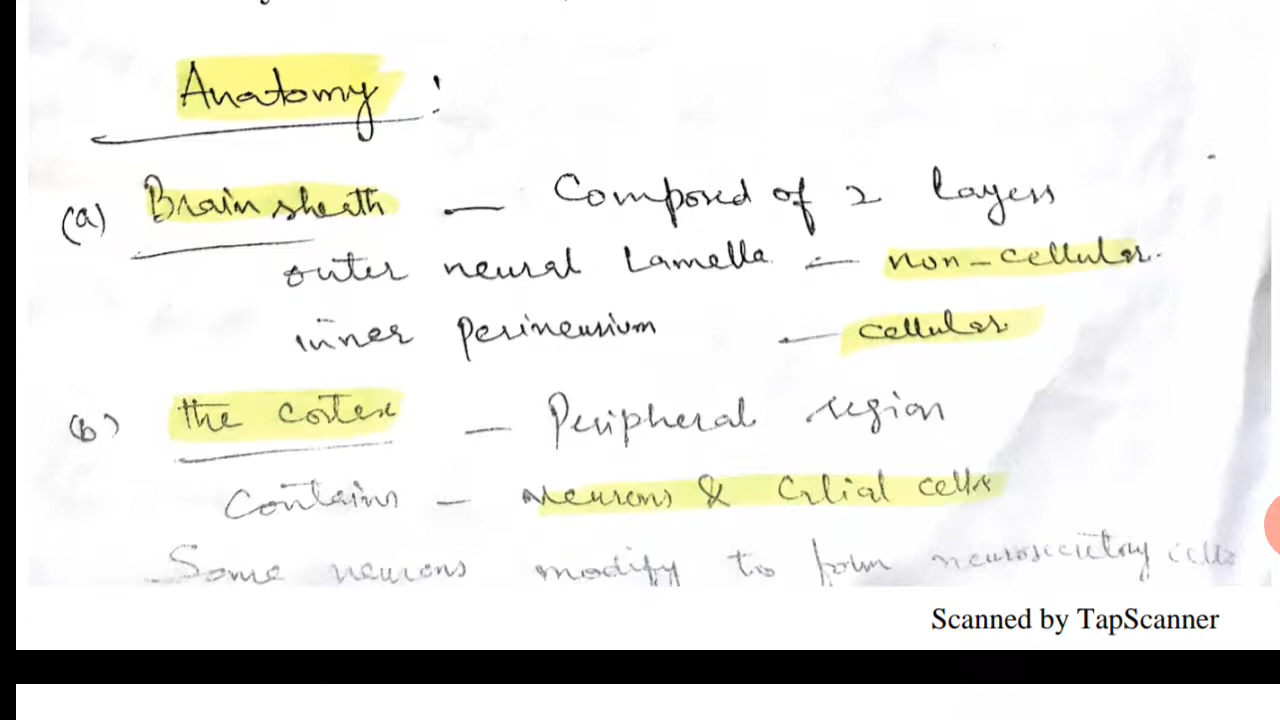 Anatomy :
(a) Brain sheath — Composed of 2 layers
outer neural Lamella — non-cellular.
inner Perineurium — cellular.
(b) the cortex — Peripheral region
Contains — Neurons & Glial cells
Some neurons modify to form neurosecretory cells
Scanned by TapScanner